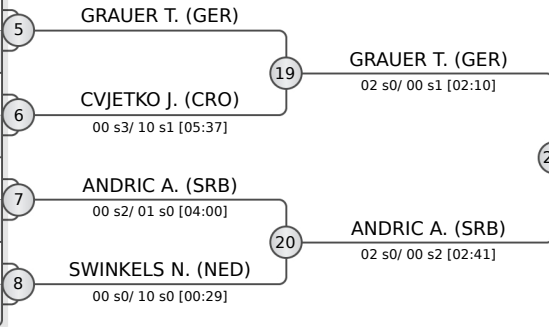 GRAUER T. (GER)
5
19
GRAUER T. (GER)
02 s0/ 00 s1 [02:10]
CVJETKO J. (CRO)
6
00 s3/ 10 s1 [05:37]
ANDRIC A. (SRB)
7
00 s2/ 01 s0 [04:00]
20
ANDRIC A. (SRB)
02 s0/ 00 s2 [02:41]
SWINKELS N. (NED)
8
00 s0/ 10 s0 [00:29]